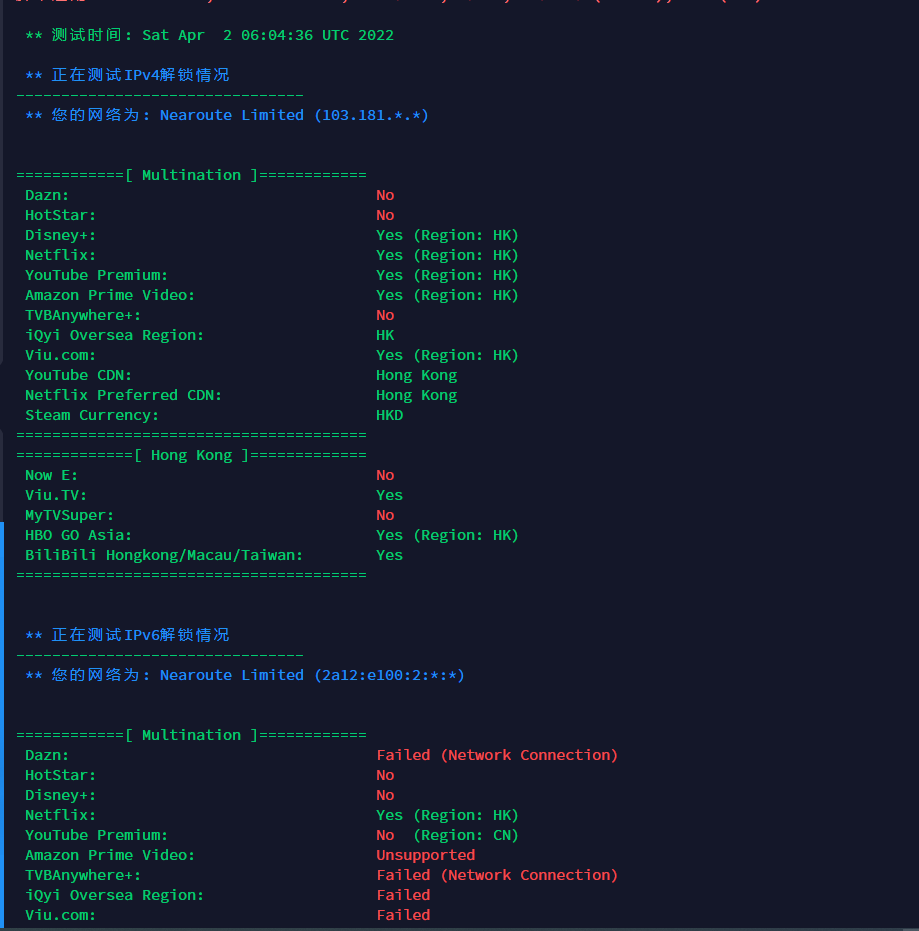 ** 测试时间: Sat Apr  2 06:04:36 UTC 2022
** 正在测试IPv4解锁情况
--------------------------------
** 您的网络为: Nearoute Limited (103.181.*.*)
============[ Multination ]============
Dazn: No
HotStar: No
Disney+: Yes (Region: HK)
Netflix: Yes (Region: HK)
YouTube Premium: Yes (Region: HK)
Amazon Prime Video: Yes (Region: HK)
TVBAnywhere+: No
iQyi Oversea Region: HK
Viu.com: Yes (Region: HK)
YouTube CDN: Hong Kong
Netflix Preferred CDN: Hong Kong
Steam Currency: HKD
=======================================
=============[ Hong Kong ]=============
Now E: No
Viu.TV: Yes
MyTVSuper: No
HBO GO Asia: Yes (Region: HK)
BiliBili Hongkong/Macau/Taiwan: Yes
=======================================
** 正在测试IPv6解锁情况
--------------------------------
** 您的网络为: Nearoute Limited (2a12:e100:2:*:*)
============[ Multination ]============
Dazn: Failed (Network Connection)
HotStar: No
Disney+: No
Netflix: Yes (Region: HK)
YouTube Premium: No  (Region: CN)
Amazon Prime Video: Unsupported
TVBAnywhere+: Failed (Network Connection)
iQyi Oversea Region: Failed
Viu.com: Failed